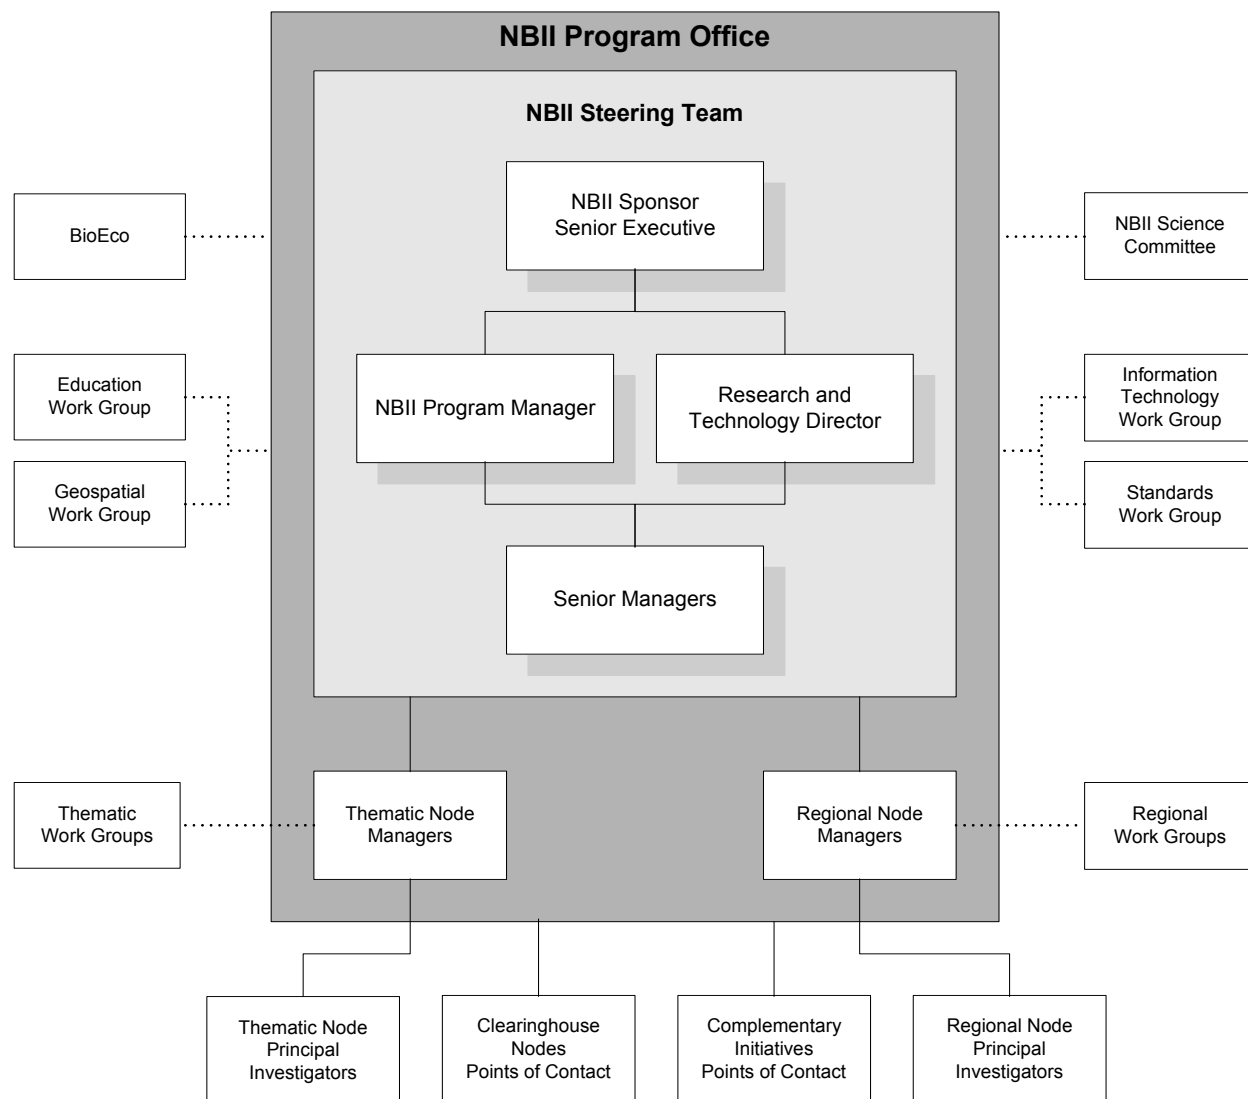 NBII Program Office
NBII Steering Team
NBII Sponsor
Senior Executive
BioEco
NBII Science
Committee
Education
Work Group
NBII Program Manager
Research and
Technology Director
Information
Technology
Work Group
Geospatial
Work Group
Standards
Work Group
Senior Managers
Thematic
Work Groups
Thematic Node
Managers
Regional Node
Managers
Regional
Work Groups
Thematic Node
Principal
Investigators
Clearinghouse
Nodes
Points of Contact
Complementary
Initiatives
Points of Contact
Regional Node
Principal
Investigators